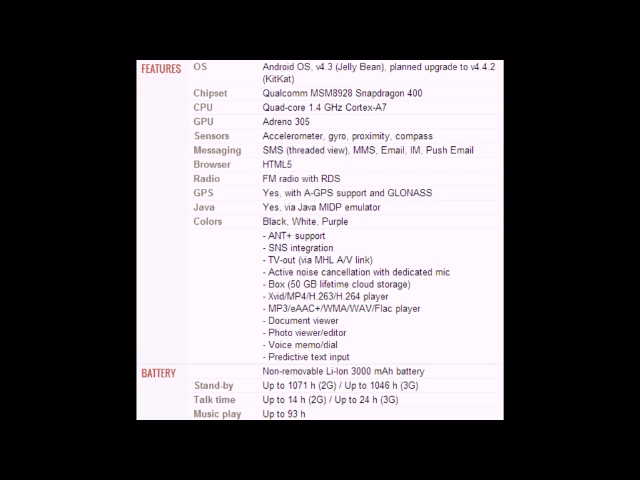 FEATURES OS Android OS, v4.3 (Jelly Bean), planned upgrade to v4.4.2
(KitKat)
Chipset Qualcomm MSM8928 Snapdragon 400
CPU Quad-core 1.4 GHz Cortex-A7
GPU Adreno 305
Sensors Accelerometer, gyro, proximity, compass
Messaging SMS (threaded view), MMS, Email, IM, Push Email
Browser HTML5
Radio FM radio with RDS
GPS Yes, with A-GPS support and GLONASS
Java Yes, via Java MIDP emulator
Colors Black, White, Purple
- ANT+ support
- SNS integration
- TV-out (via MHL A/V link)
- Active noise cancellation with dedicated mic
- Box (50 GB lifetime cloud storage)
- Xvid/MP4/H.263/H.264 player
- MP3/eAAC+/WMA/WAV/Flac player
- Document viewer
- Photo viewer/editor
- Voice memo/dial
- Predictive text input
BATTERY Non-removable Li-Ion 3000 mAh battery
Stand-by Up to 1071 h (2G) / Up to 1046 h (3G)
Talk time Up to 14 h (2G) / Up to 24 h (3G)
Music play Up to 93 h